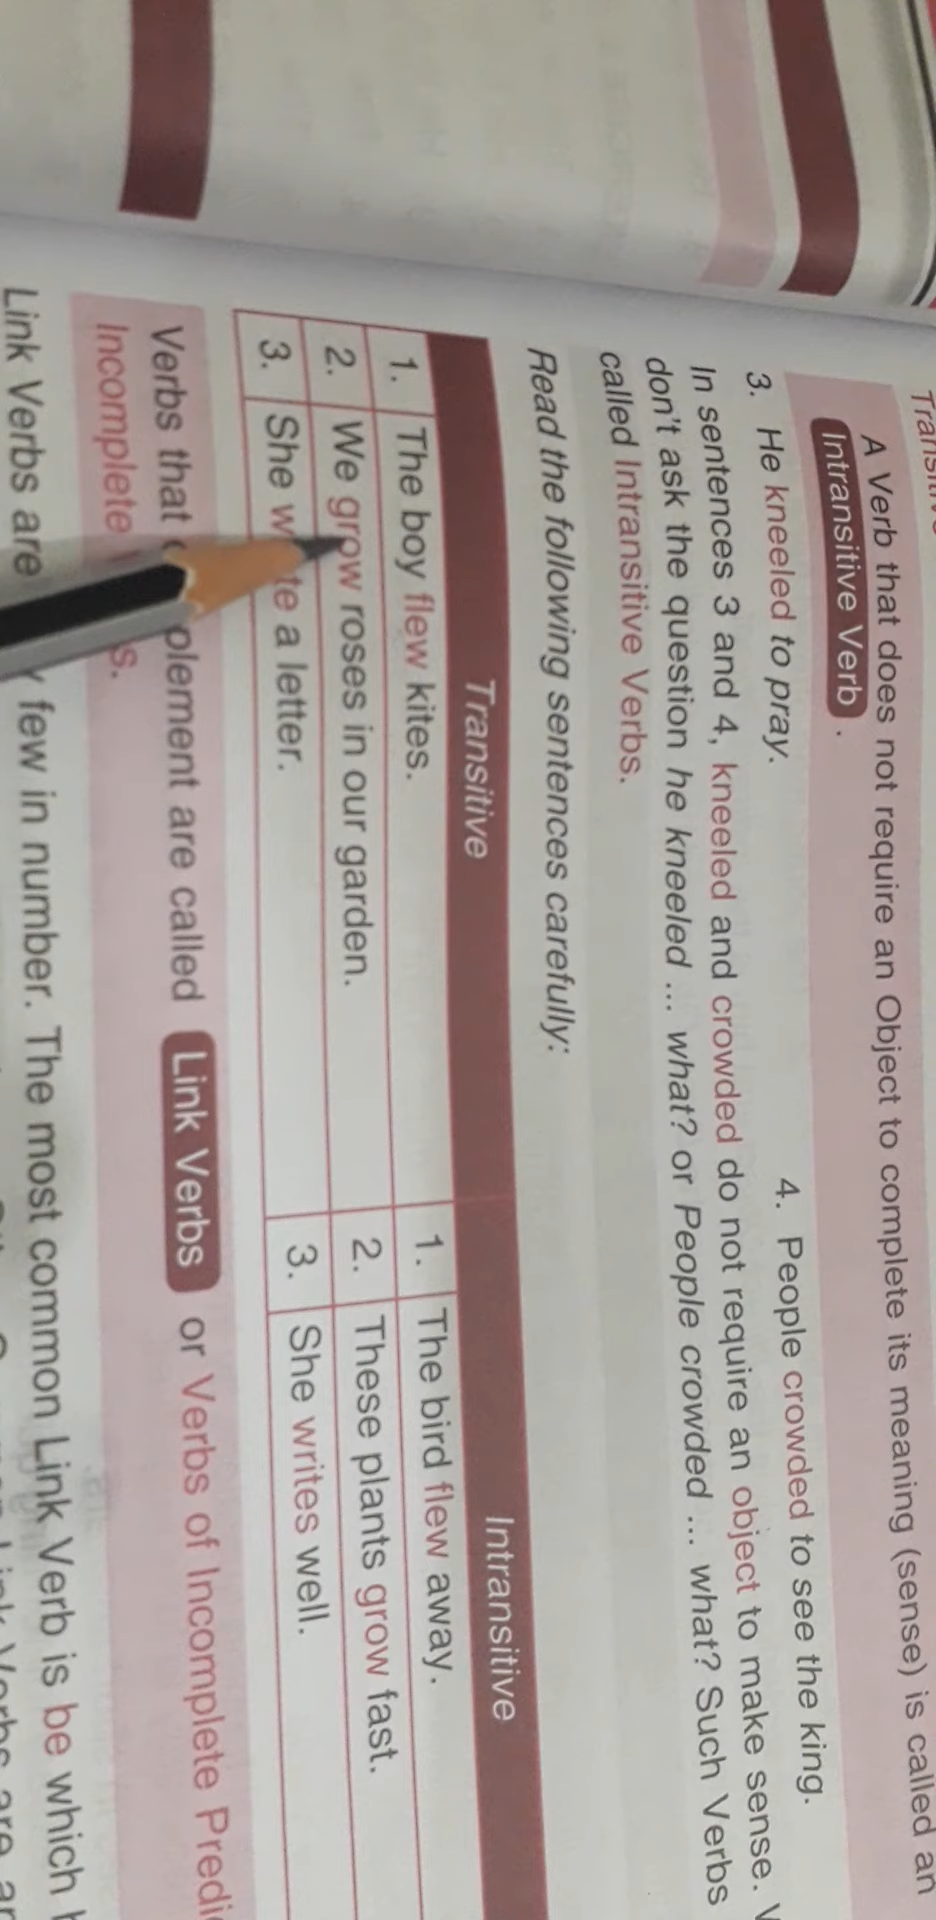 A Verb that does not require an Object to complete its meaning (sense) is called an
Intransitive Verb.
3. He kneeled to pray. 4. People crowded to see the king.
In sentences 3 and 4, kneeled and crowded do not require an object to make sense.
don't ask the question he kneeled ... what? or People crowded ... what? Such Verbs
called Intransitive Verbs.
Read the following sentences carefully:
Transitive Intransitive
1. The boy flew kites. 1. The bird flew away.
2. We grow roses in our garden. 2. These plants grow fast.
3. She a letter. 3. She writes well.
Verbs that are called Link Verbs or Verbs of Incomplete
Incomplete
Link Verbs are few in number. The most common Link Verb is be which